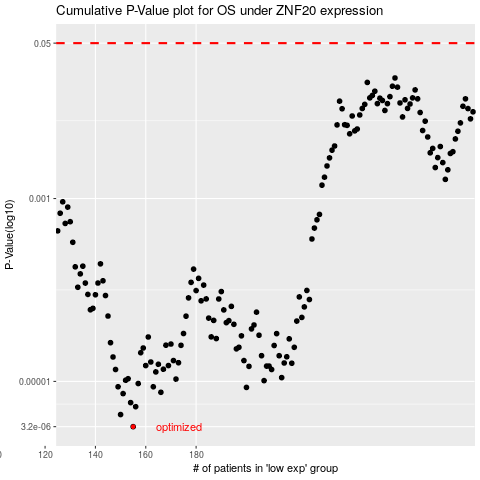 Cumulative P-Value plot for OS under ZNF20 expression
0.05
0.001
0.00001
3.2e-06
P-Value(log10)
optimized
0
120
140
160
180
# of patients in 'low exp' group